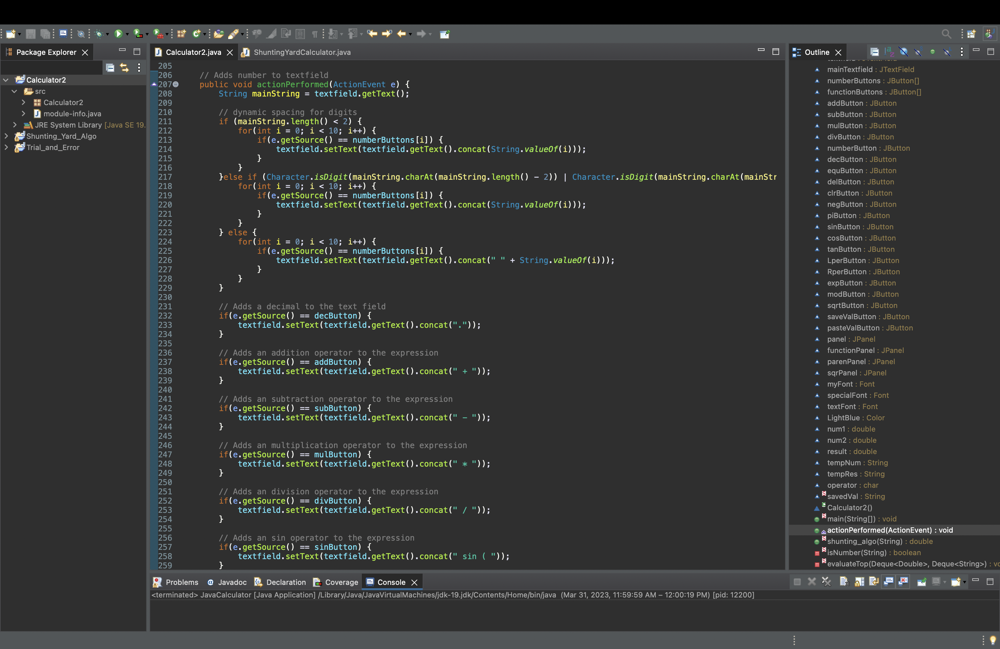 Package Explorer
Calculator2.java
ShuntingYardCalculator.java
Outline
Calculator2
src
Calculator2
module-info.java
JRE System Library [Java SE 19.
Shunting_Yard_Algo
Trial_and_Error
205
206 // Adds number to textfield
207 public void actionPerformed(ActionEvent e) {
208 String mainString = textfield.getText();
209
210 // dynamic spacing for digits
211 if (mainString.length() < 2) {
212 for(int i = 0; i < 10; i++) {
213 if(e.getSource() == numberButtons[i]) {
214 textfield.setText(textfield.getText().concat(String.valueOf(i)));
215 }
216 }
217 }else if (Character.isDigit(mainString.charAt(mainString.length() - 2)) | Character.isDigit(mainString.charAt(mainStr
218 for(int i = 0; i < 10; i++) {
219 if(e.getSource() == numberButtons[i]) {
220 textfield.setText(textfield.getText().concat(String.valueOf(i)));
221 }
222 }
223 } else {
224 for(int i = 0; i < 10; i++) {
225 if(e.getSource() == numberButtons[i]) {
226 textfield.setText(textfield.getText().concat(" " + String.valueOf(i)));
227 }
228 }
229 }
230
231 // Adds a decimal to the text field
232 if(e.getSource() == decButton) {
233 textfield.setText(textfield.getText().concat("."));
234 }
235
236 // Adds an addition operator to the expression
237 if(e.getSource() == addButton) {
238 textfield.setText(textfield.getText().concat(" + "));
239 }
240
241 // Adds an subtraction operator to the expression
242 if(e.getSource() == subButton) {
243 textfield.setText(textfield.getText().concat(" - "));
244 }
245
246 // Adds an multiplication operator to the expression
247 if(e.getSource() == mulButton) {
248 textfield.setText(textfield.getText().concat(" * "));
249 }
250
251 // Adds an division operator to the expression
252 if(e.getSource() == divButton) {
253 textfield.setText(textfield.getText().concat(" / "));
254 }
255
256 // Adds an sin operator to the expression
257 if(e.getSource() == sinButton) {
258 textfield.setText(textfield.getText().concat(" sin ( "));
259 }
mainTextfield : JTextField
numberButtons : JButton[]
functionButtons : JButton[]
addButton : JButton
subButton : JButton
mulButton : JButton
divButton : JButton
numberButton : JButton
decButton : JButton
equButton : JButton
delButton : JButton
clrButton : JButton
negButton : JButton
piButton : JButton
sinButton : JButton
cosButton : JButton
tanButton : JButton
LperButton : JButton
RperButton : JButton
expButton : JButton
modButton : JButton
sqrtButton : JButton
saveValButton : JButton
pasteValButton : JButton
panel : JPanel
functionPanel : JPanel
parenPanel : JPanel
sqrPanel : JPanel
myFont : Font
specialFont : Font
textFont : Font
LightBlue : Color
num1 : double
num2 : double
result : double
tempNum : String
tempRes : String
operator : char
savedVal : String
Calculator2()
main(String[]) : void
actionPerformed(ActionEvent) : void
shunting_algo(String) : double
isNumber(String) : boolean
evaluateTop(Deque<Double>, Deque<String>) : vo
Problems
Javadoc
Declaration
Coverage
Console
<terminated> JavaCalculator [Java Application] /Library/Java/JavaVirtualMachines/jdk-19.jdk/Contents/Home/bin/java (Mar 31, 2023, 11:59:59 AM – 12:00:19 PM) [pid: 12200]